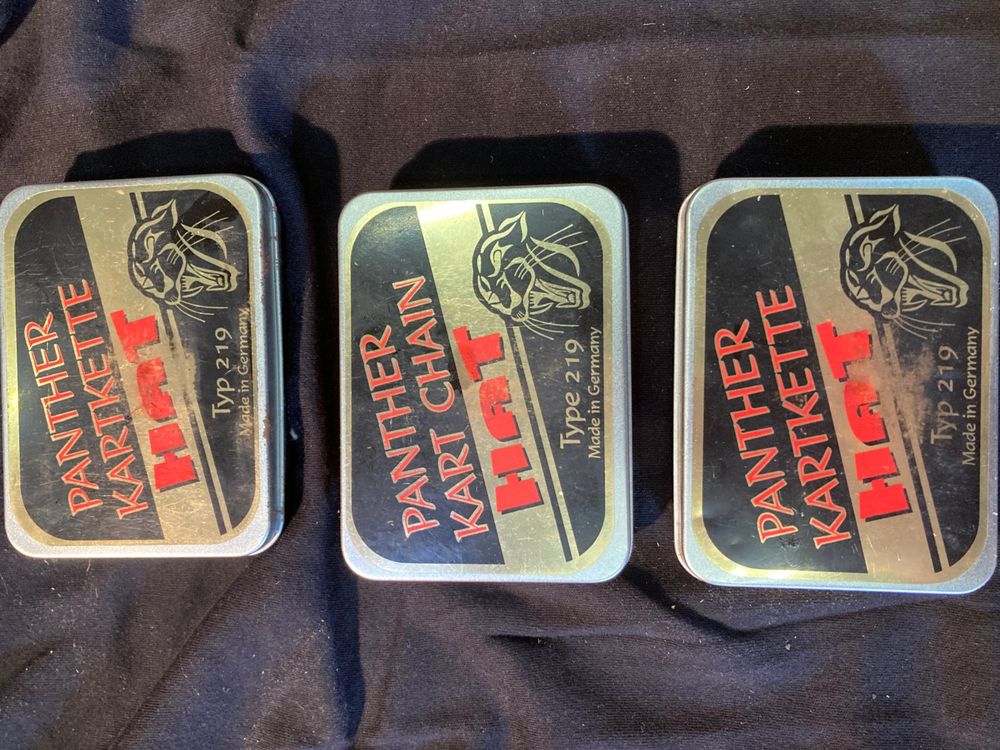 PANTHER
KARTKETTE
HAT
Typ 219
Made in Germany
PANTHER
KART CHAIN
HAT
Type 219
Made in Germany
PANTHER
KARTKETTE
HAT
Typ 219
Made in Germany